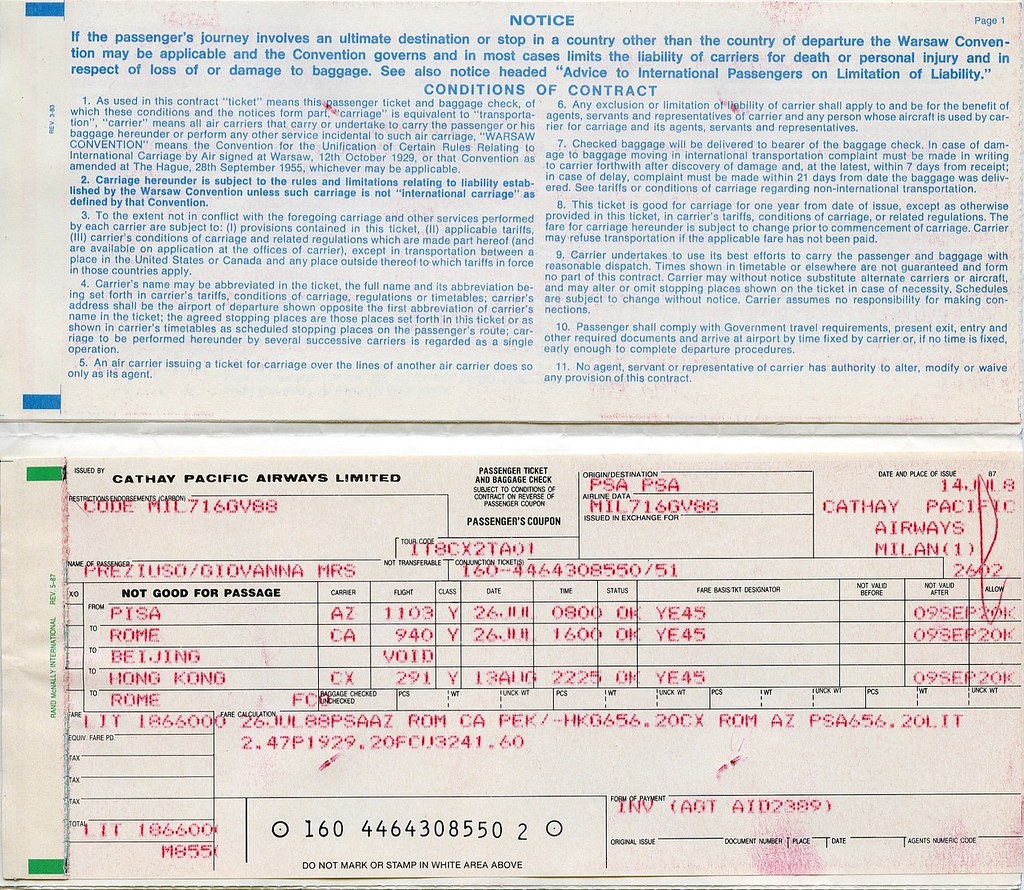 NOTICE
Page 1
If the passenger's journey involves an ultimate destination or stop in a country other than the country of departure the Warsaw Conven-
tion may be applicable and the Convention governs and in most cases limits the liability of carriers for death or personal injury and in
respect of loss of or damage to baggage. See also notice headed “Advice to International Passengers on Limitation of Liability.”
CONDITIONS OF CONTRACT
REV. 3-83
1. As used in this contract “ticket” means this passenger ticket and baggage check, of
which these conditions and the notices form part, “carriage” is equivalent to “transporta-
tion”, “carrier” means all air carriers that carry or undertake to carry the passenger or his
baggage hereunder or perform any other service incidental to such air carriage, “WARSAW
CONVENTION” means the Convention for the Unification of Certain Rules Relating to
International Carriage by Air signed at Warsaw, 12th October 1929, or that Convention as
amended at The Hague, 28th September 1955, whichever may be applicable.
2. Carriage hereunder is subject to the rules and limitations relating to liability estab-
lished by the Warsaw Convention unless such carriage is not “international carriage” as
defined by that Convention.
3. To the extent not in conflict with the foregoing carriage and other services performed
by each carrier are subject to: (I) provisions contained in this ticket, (II) applicable tariffs,
(III) carrier's conditions of carriage and related regulations which are made part hereof (and
are available on application at the offices of carrier), except in transportation between a
place in the United States or Canada and any place outside thereof to which tariffs in force
in those countries apply.
4. Carrier's name may be abbreviated in the ticket, the full name and its abbreviation be-
ing set forth in carrier's tariffs, conditions of carriage, regulations or timetables; carrier's
address shall be the airport of departure shown opposite the first abbreviation of carrier's
name in the ticket; the agreed stopping places are those places set forth in this ticket or as
shown in carrier's timetables as scheduled stopping places on the passenger's route; car-
riage to be performed hereunder by several successive carriers is regarded as a single
operation.
5. An air carrier issuing a ticket for carriage over the lines of another air carrier does so
only as its agent.
6. Any exclusion or limitation of liability of carrier shall apply to and be for the benefit of
agents, servants and representatives of carrier and any person whose aircraft is used by car-
rier for carriage and its agents, servants and representatives.
7. Checked baggage will be delivered to bearer of the baggage check. In case of dam-
age to baggage moving in international transportation complaint must be made in writing
to carrier forthwith after discovery of damage and, at the latest, within 7 days from receipt;
in case of delay, complaint must be made within 21 days from date the baggage was deliv-
ered. See tariffs or conditions of carriage regarding non-international transportation.
8. This ticket is good for carriage for one year from date of issue, except as otherwise
provided in this ticket, in carrier's tariffs, conditions of carriage, or related regulations. The
fare for carriage hereunder is subject to change prior to commencement of carriage. Carrier
may refuse transportation if the applicable fare has not been paid.
9. Carrier undertakes to use its best efforts to carry the passenger and baggage with
reasonable dispatch. Times shown in timetable or elsewhere are not guaranteed and form
no part of this contract. Carrier may without notice substitute alternate carriers or aircraft,
and may alter or omit stopping places shown on the ticket in case of necessity. Schedules
are subject to change without notice. Carrier assumes no responsibility for making con-
nections.
10. Passenger shall comply with Government travel requirements, present exit, entry and
other required documents and arrive at airport by time fixed by carrier or, if no time is fixed,
early enough to complete departure procedures.
11. No agent, servant or representative of carrier has authority to alter, modify or waive
any provision of this contract.
ISSUED BY
CATHAY PACIFIC AIRWAYS LIMITED
PASSENGER TICKET
AND BAGGAGE CHECK
SUBJECT TO CONDITIONS OF
CONTRACT ON REVERSE OF
PASSENGER COUPON
PASSENGER'S COUPON
ORIGIN/DESTINATION
PSA PSA
AIRLINE DATA
MIL716GV88
ISSUED IN EXCHANGE FOR
DATE AND PLACE OF ISSUE 87
14JUL8
CATHAY PACIFIC
AIRWAYS
MILAN(1)
RESTRICTIONS/ENDORSEMENTS (CARBON)
CODE MIL716GV88
TOUR CODE
IT8CX2TA01
NAME OF PASSENGER NOT TRANSFERABLE CONJUNCTION TICKET(S)
PREZIUSO/GIOVANNA MRS 160-4464308550/51 2602
RAND McNALLY INTERNATIONAL REV. 5-87
X/O NOT GOOD FOR PASSAGE CARRIER FLIGHT CLASS DATE TIME STATUS FARE BASIS/TKT DESIGNATOR NOT VALID BEFORE NOT VALID AFTER ALLOW
FROM PISA AZ 1103 Y 26JUL 0800 OK YE45 09SEP20K
TO ROME CA 940 Y 26JUL 1600 OK YE45 09SEP20K
TO BEIJING VOID
TO HONG KONG CX 291 Y 13AUG 2225 OK YE45 09SEP20K
TO ROME FCO BAGGAGE CHECKED UNCHECKED PCS WT UNCK WT PCS WT UNCK WT PCS WT UNCK WT PCS WT UNCK WT
FARE LIT 1866000 FARE CALCULATION 26JUL88PSAAZ ROM CA PEK/-HKG656.20CX ROM AZ PSA656.20LIT
EQUIV. FARE PD. 2.47P1929.20FCU3241.60
TAX
TAX
TAX
TOTAL LIT 186600
M855
160 4464308550 2
DO NOT MARK OR STAMP IN WHITE AREA ABOVE
FORM OF PAYMENT
INV (AGT AID2389)
ORIGINAL ISSUE DOCUMENT NUMBER PLACE DATE AGENTS NUMERIC CODE